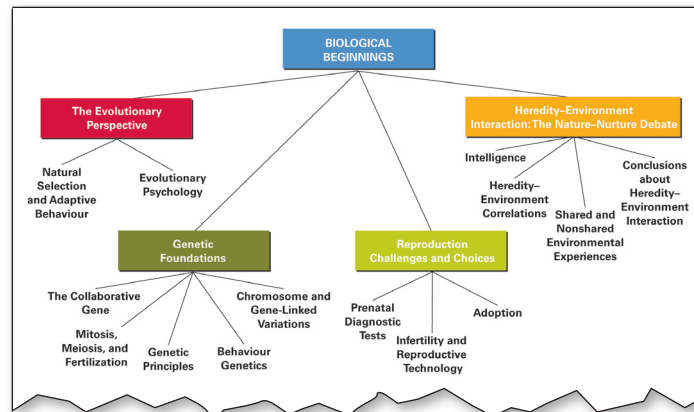 BIOLOGICAL
BEGINNINGS
The Evolutionary
Perspective
Natural
Selection
and Adaptive
Behaviour
Evolutionary
Psychology
Heredity–Environment
Interaction: The Nature–Nurture Debate
Intelligence
Heredity–
Environment
Correlations
Shared and
Nonshared
Environmental
Experiences
Conclusions
about
Heredity–
Environment
Interaction
Genetic
Foundations
The Collaborative
Gene
Mitosis,
Meiosis, and
Fertilization
Genetic
Principles
Behaviour
Genetics
Chromosome and
Gene-Linked
Variations
Reproduction
Challenges and Choices
Prenatal
Diagnostic
Tests
Infertility and
Reproductive
Technology
Adoption